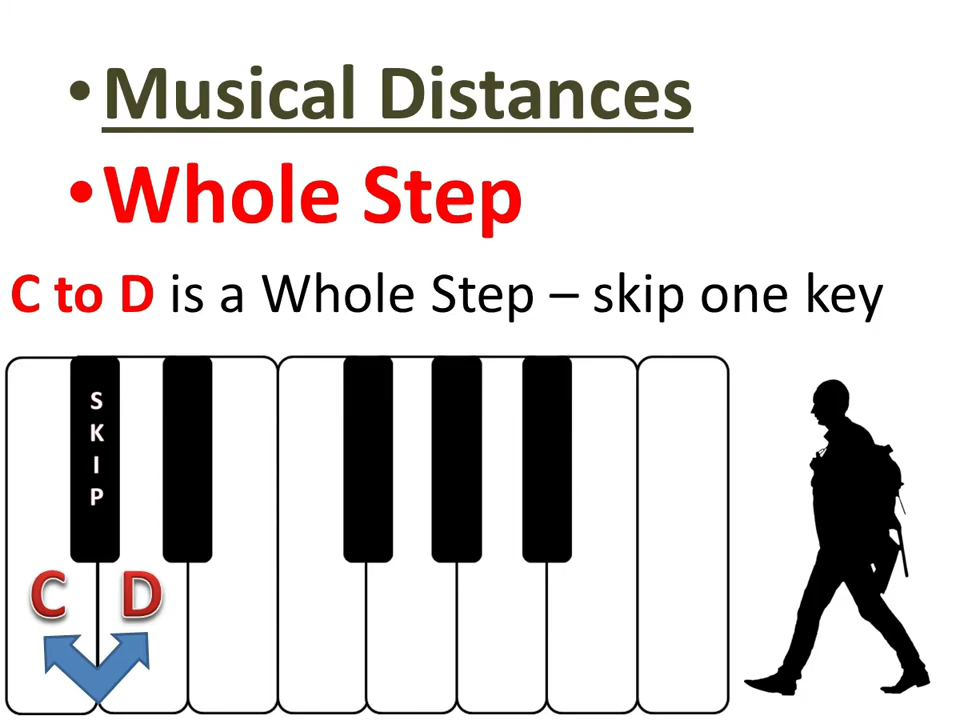 •Musical Distances
•Whole Step
C to D is a Whole Step – skip one key
S
K
I
P
C D